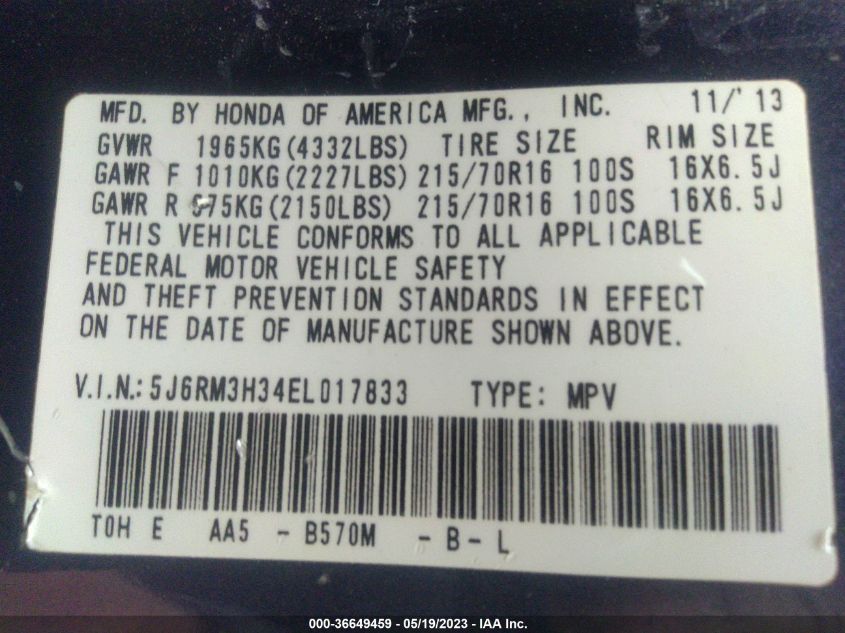 MFD. BY HONDA OF AMERICA MFG., INC. 11/'13
GVWR 1965KG(4332LBS) TIRE SIZE RIM SIZE
GAWR F 1010KG(2227LBS) 215/70R16 100S 16X6.5J
GAWR R 975KG(2150LBS) 215/70R16 100S 16X6.5J
THIS VEHICLE CONFORMS TO ALL APPLICABLE
FEDERAL MOTOR VEHICLE SAFETY
AND THEFT PREVENTION STANDARDS IN EFFECT
ON THE DATE OF MANUFACTURE SHOWN ABOVE.
V.I.N.: 5J6RM3H34EL017833 TYPE: MPV
TOH E AA5 - B570M - B - L
000-36649459 - 05/19/2023 - IAA Inc.